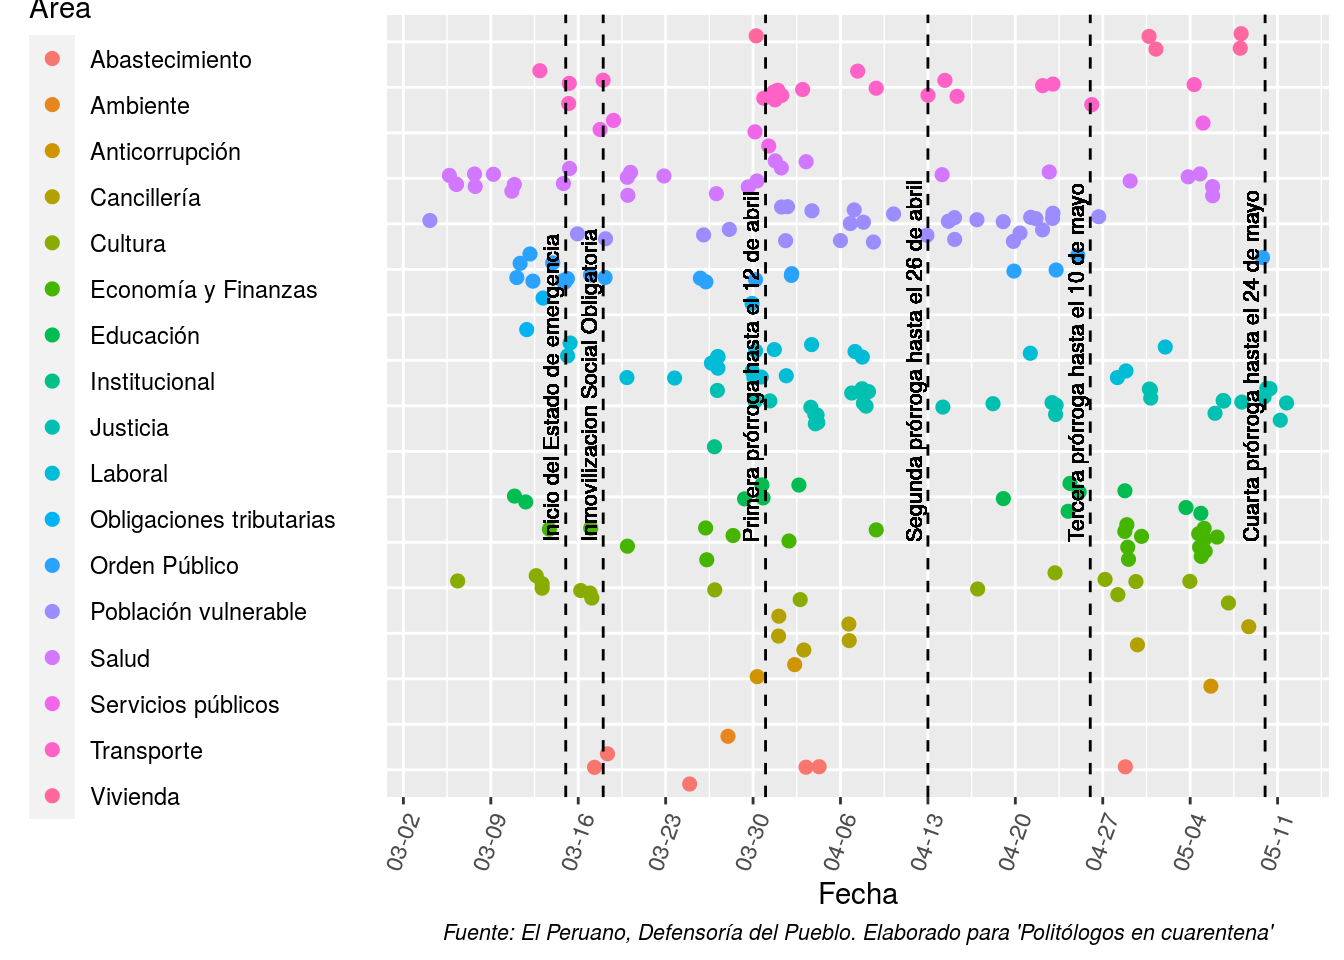 Área
Abastecimiento
Ambiente
Anticorrupción
Cancillería
Cultura
Economía y Finanzas
Educación
Institucional
Justicia
Laboral
Obligaciones tributarias
Orden Público
Población vulnerable
Salud
Servicios públicos
Transporte
Vivienda
Inicio del Estado de emergencia
Inmovilizacion Social Obligatoria
Primera prórroga hasta el 12 de abril
Segunda prórroga hasta el 26 de abril
Tercera prórroga hasta el 10 de mayo
Cuarta prórroga hasta el 24 de mayo
03-02
03-09
03-16
03-23
03-30
04-06
04-13
04-20
04-27
05-04
05-11
Fecha
Fuente: El Peruano, Defensoría del Pueblo. Elaborado para 'Politólogos en cuarentena'